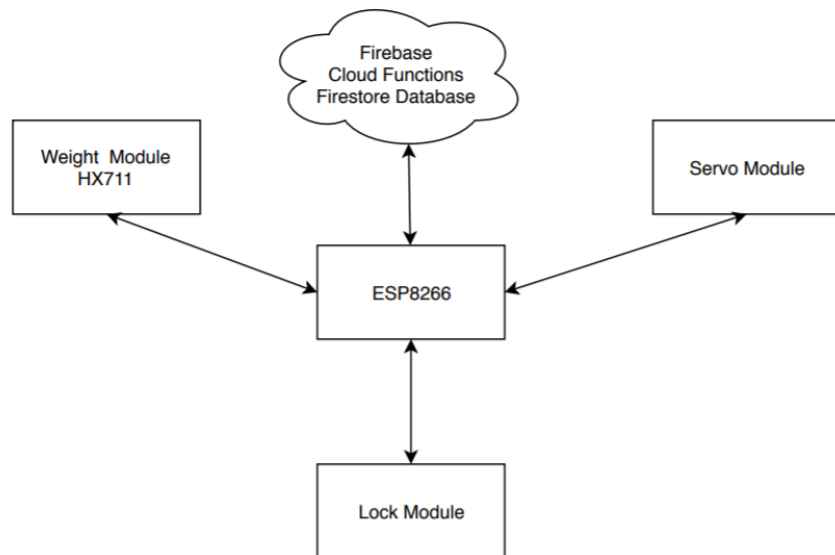 Firebase
Cloud Functions
Firestore Database
Weight Module
HX711
Servo Module
ESP8266
Lock Module